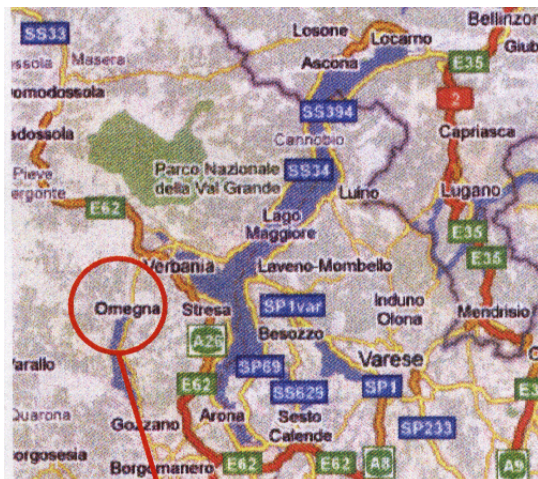 Bellinzon
SS33
Losone
Locarno
Giub
Masera
Ascona
E35
omodossola
2
SS394
adossola
Cannobio
Capriasca
Parco Nazionale
della Val Grande
SS34
Pieve
ergonte
Luino
Lugano
E62
Lago
Maggiore
E35
E35
Verbania
Laveno-Mombello
Omegna
Stresa
SP1var
Induno
Olona
Mendrisio
A26
Besozzo
Varallo
SP69
Varese
E62
SS629
SP1
E3
Quarona
Gozzano
Arona
Sesto
Calende
SP233
orgosesia
Borgomanero
E62
E62
A8
A9